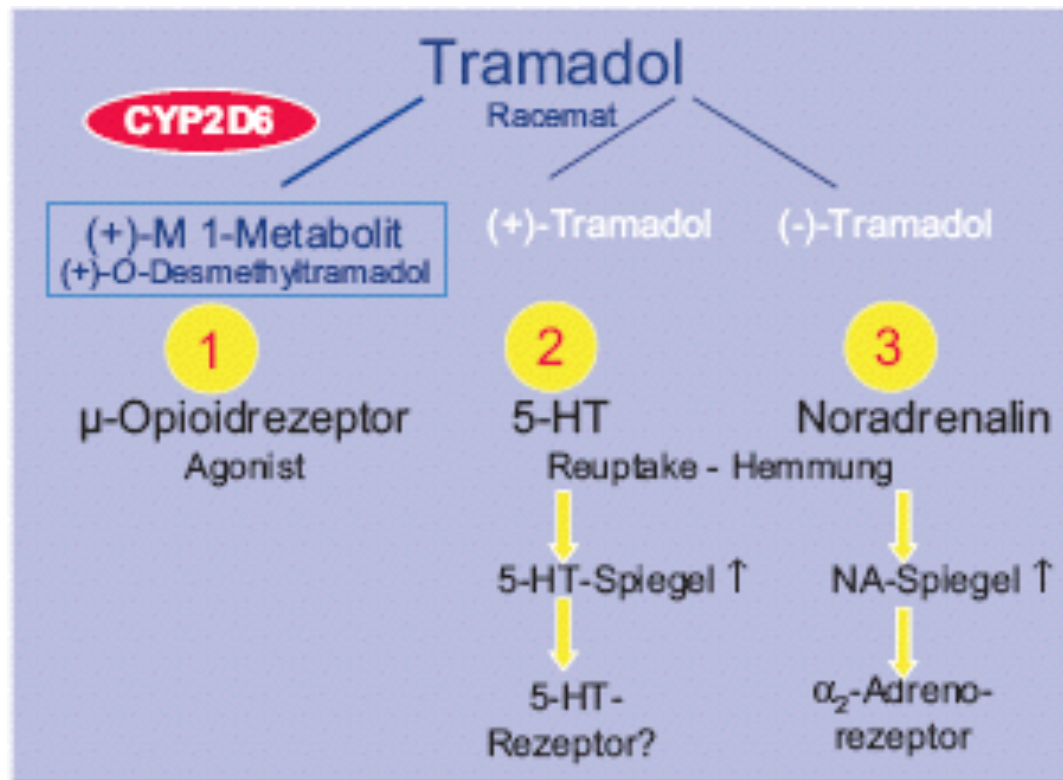 Tramadol
Racemat
CYP2D6
(+)-M 1-Metabolit
(+)-O-Desmethyltramadol
(+)-Tramadol
(-)-Tramadol
1
2
3
µ-Opioidrezeptor
Agonist
5-HT
Noradrenalin
Reuptake - Hemmung
5-HT-Spiegel ↑
NA-Spiegel ↑
5-HT-
Rezeptor?
α₂-Adreno-
rezeptor